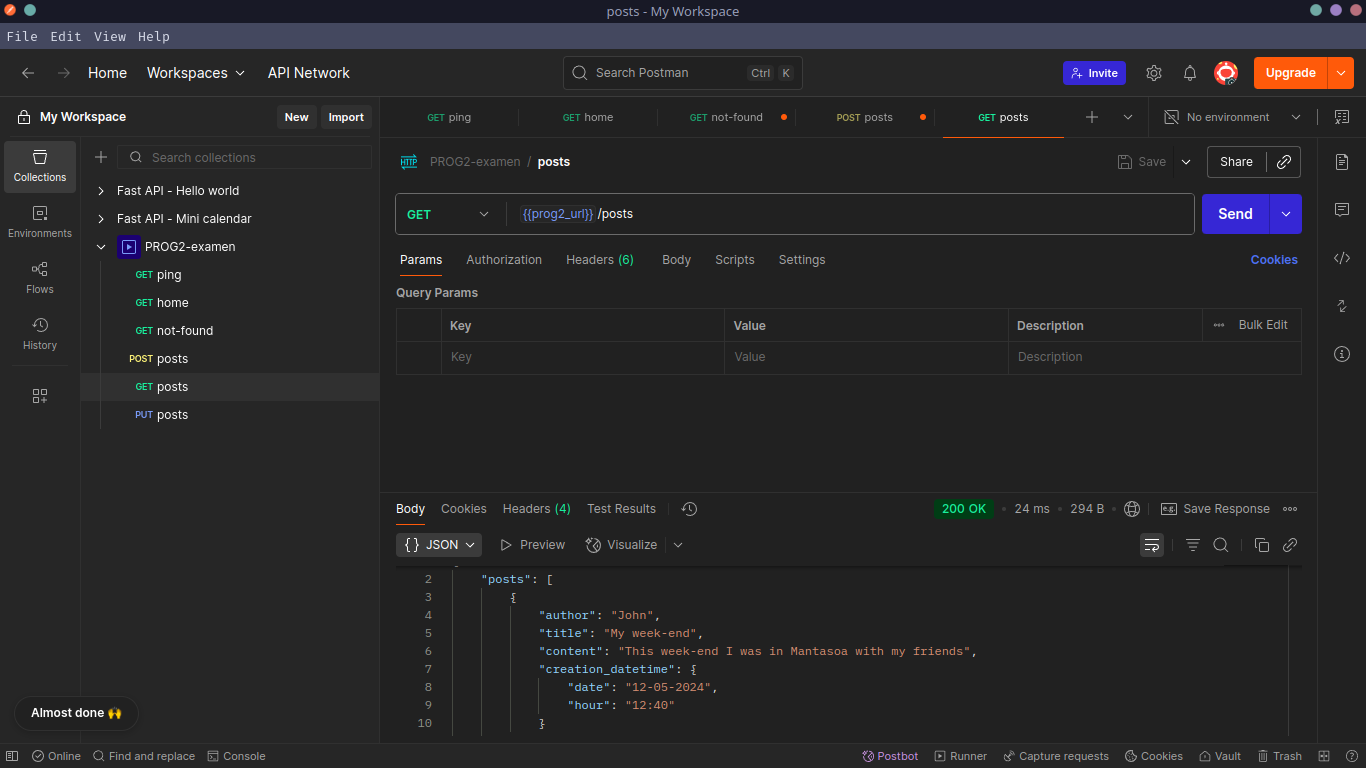 posts - My Workspace
File Edit View Help
Home Workspaces API Network
Search Postman Ctrl K
Invite Upgrade
My Workspace New Import
GET ping GET home GET not-found POST posts GET posts No environment
Search collections
Collections
Environments
Flows
History
Fast API - Hello world
Fast API - Mini calendar
PROG2-examen
GET ping
GET home
GET not-found
POST posts
GET posts
PUT posts
HTTP PROG2-examen / posts Save Share
GET {{prog2_url}} /posts Send
Params Authorization Headers (6) Body Scripts Settings Cookies
Query Params
Key Value Description Bulk Edit
Key Value Description
Body Cookies Headers (4) Test Results 200 OK 24 ms 294 B e.g. Save Response
{} JSON Preview Visualize
2 "posts": [
3 {
4 "author": "John",
5 "title": "My week-end",
6 "content": "This week-end I was in Mantasoa with my friends",
7 "creation_datetime": {
8 "date": "12-05-2024",
9 "hour": "12:40"
10 }
Almost done 🙌
Online Find and replace Console Postbot Runner Capture requests Cookies Vault Trash